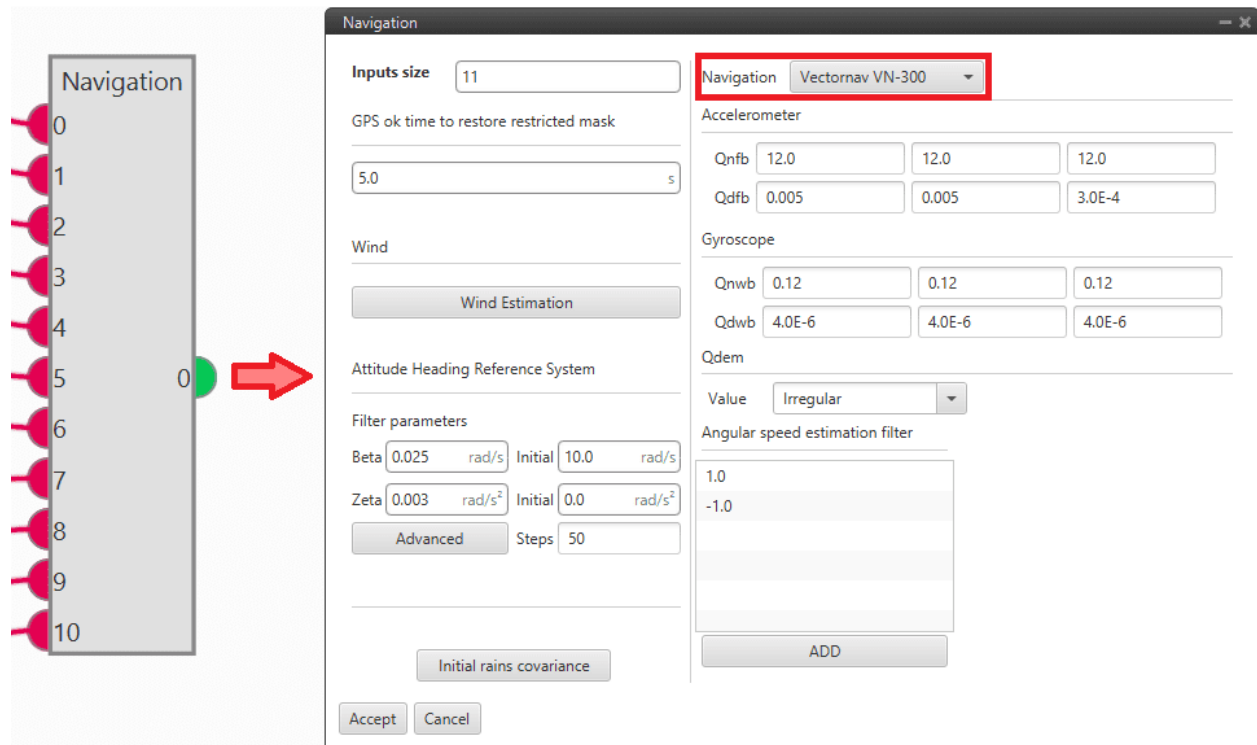 Navigation
0
1
2
3
4
5 0
6
7
8
9
10
Navigation
Inputs size 11
GPS ok time to restore restricted mask
5.0 s
Wind
Wind Estimation
Attitude Heading Reference System
Filter parameters
Beta 0.025 rad/s Initial 10.0 rad/s
Zeta 0.003 rad/s² Initial 0.0 rad/s²
Advanced Steps 50
Initial rains covariance
Accept Cancel
Navigation Vectornav VN-300
Accelerometer
Qnfb 12.0 12.0 12.0
Qdfb 0.005 0.005 3.0E-4
Gyroscope
Qnwb 0.12 0.12 0.12
Qdwb 4.0E-6 4.0E-6 4.0E-6
Qdem
Value Irregular
Angular speed estimation filter
1.0
-1.0
ADD